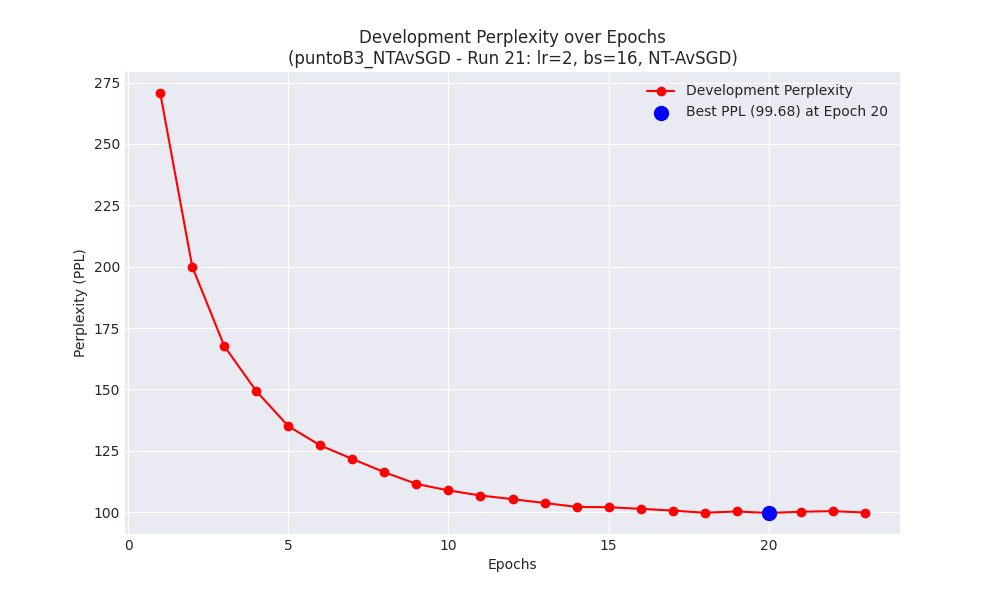 Development Perplexity over Epochs
(puntoB3_NTAvSGD - Run 21: lr=2, bs=16, NT-AvSGD)
Development Perplexity
Best PPL (99.68) at Epoch 20
Perplexity (PPL)
275
250
225
200
175
150
125
100
0 5 10 15 20
Epochs